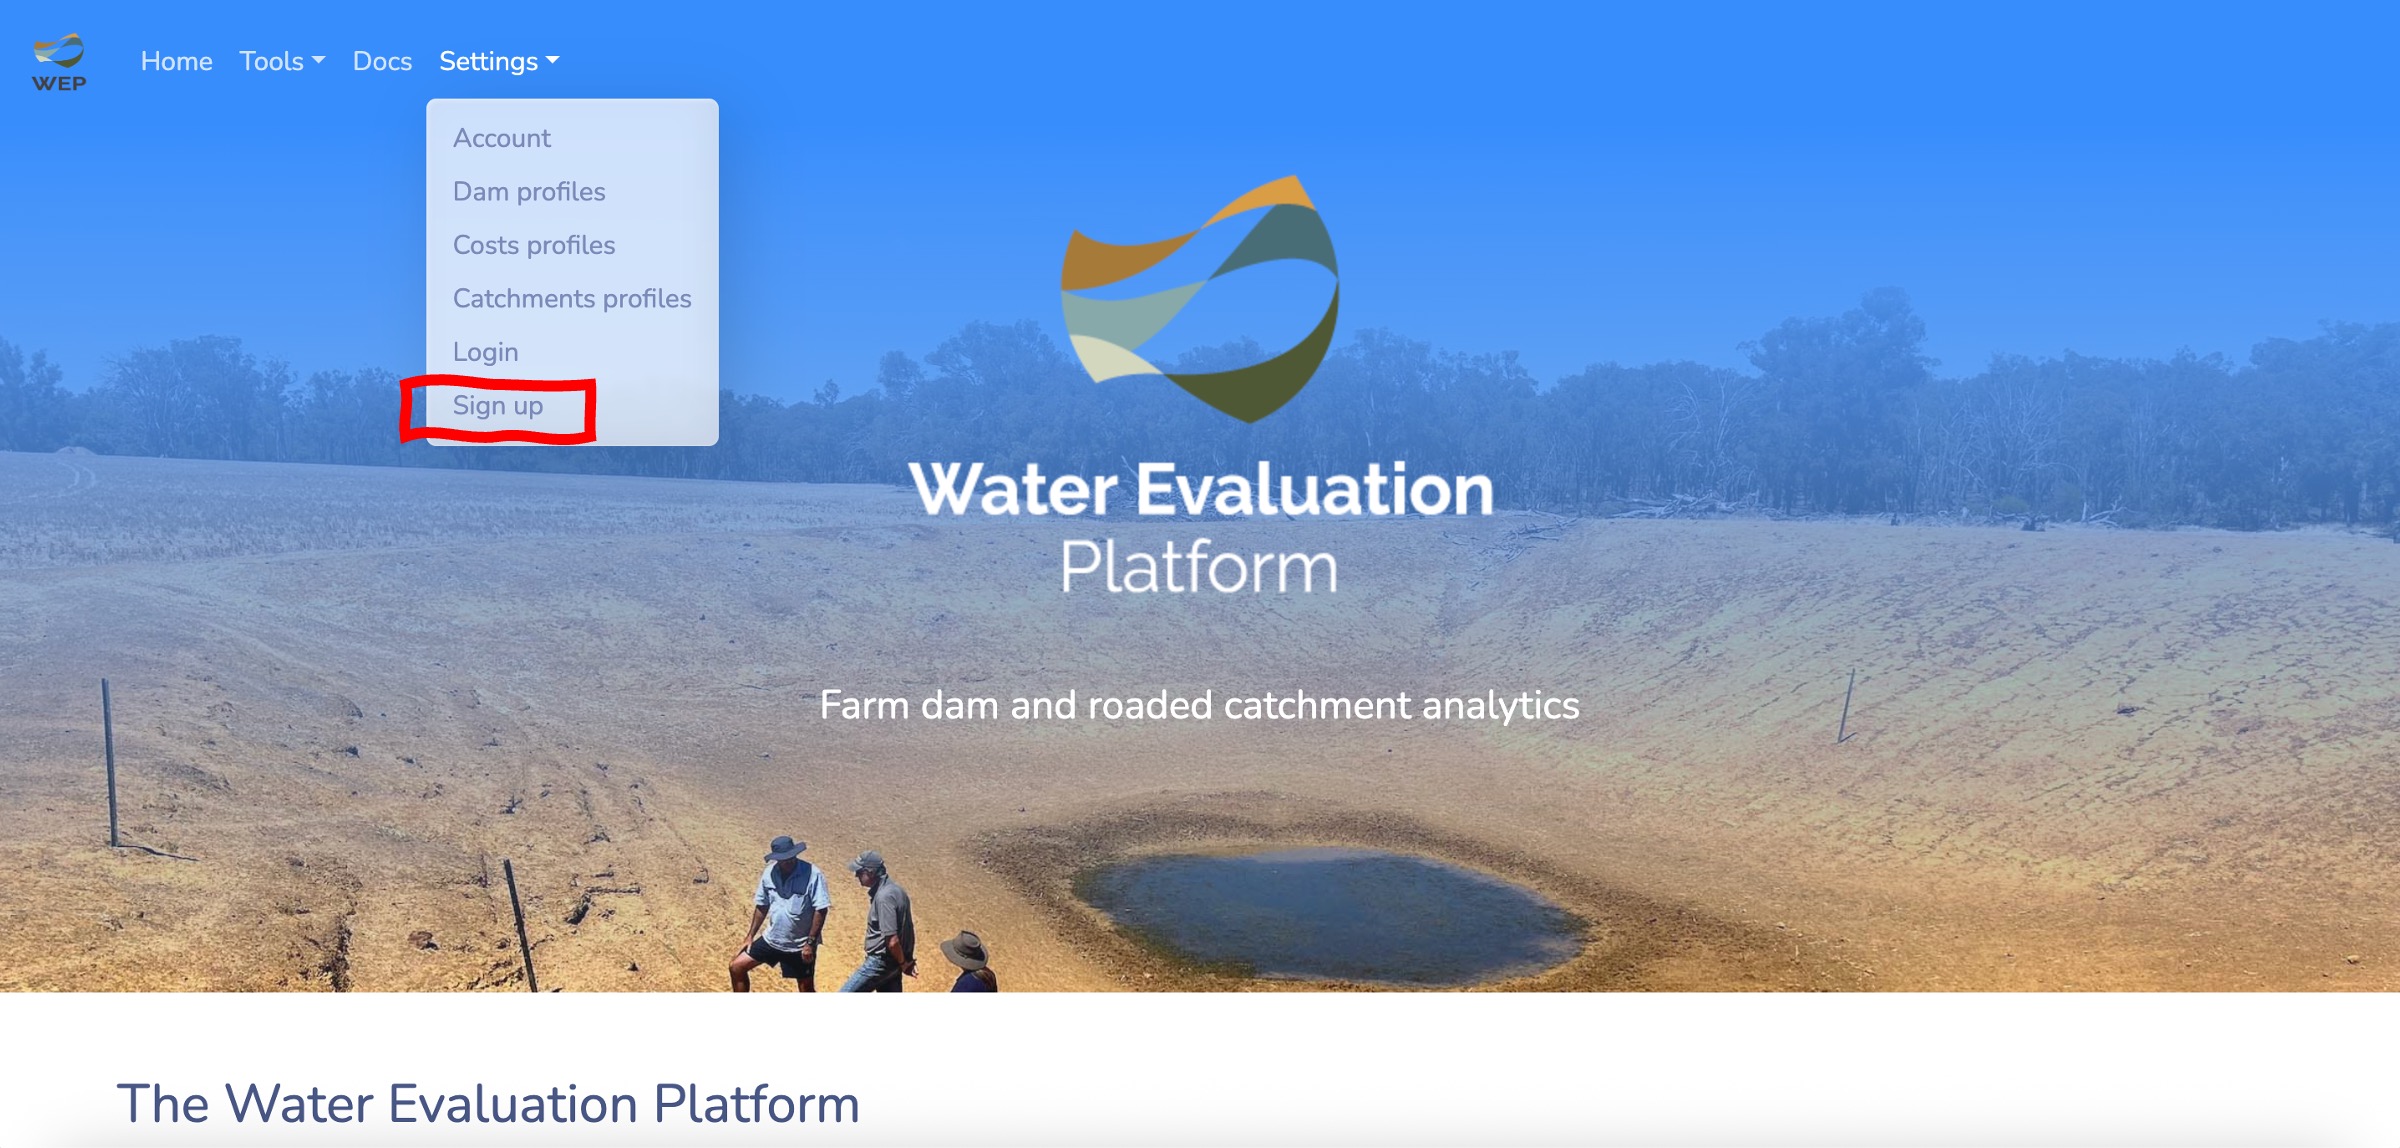 WEP
Home Tools Docs Settings
Account
Dam profiles
Costs profiles
Catchments profiles
Login
Sign up
Water Evaluation
Platform
Farm dam and roaded catchment analytics
The Water Evaluation Platform